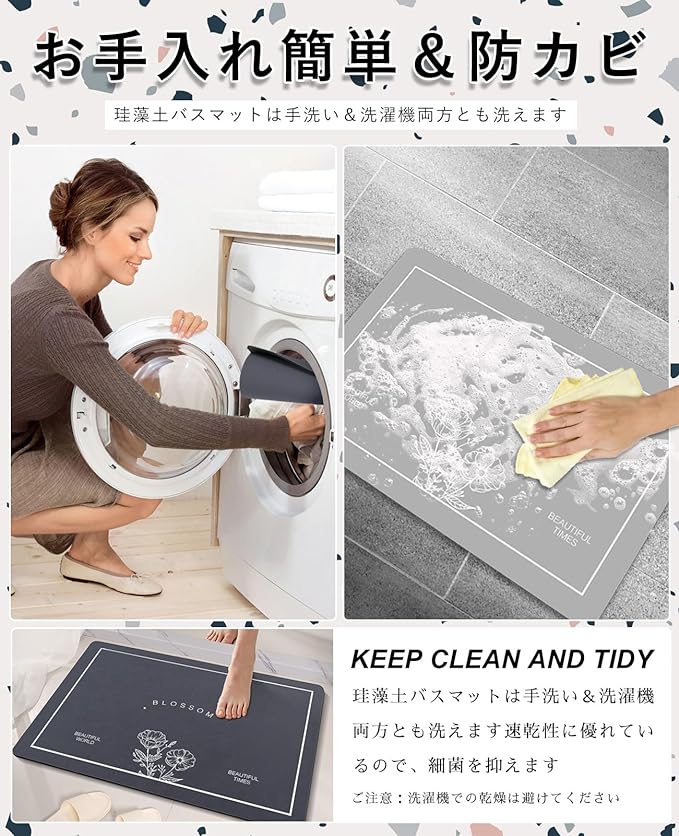 お手入れ簡単＆防カビ
珪藻土バスマットは手洗い＆洗濯機両方とも洗えます
BEAUTIFUL
TIMES
BLOSSOM
BEAUTIFUL
WORLD
BEAUTIFUL
TIMES
KEEP CLEAN AND TIDY
珪藻土バスマットは手洗い＆洗濯機
両方とも洗えます速乾性に優れてい
るので、細菌を抑えます
ご注意：洗濯機での乾燥は避けてください